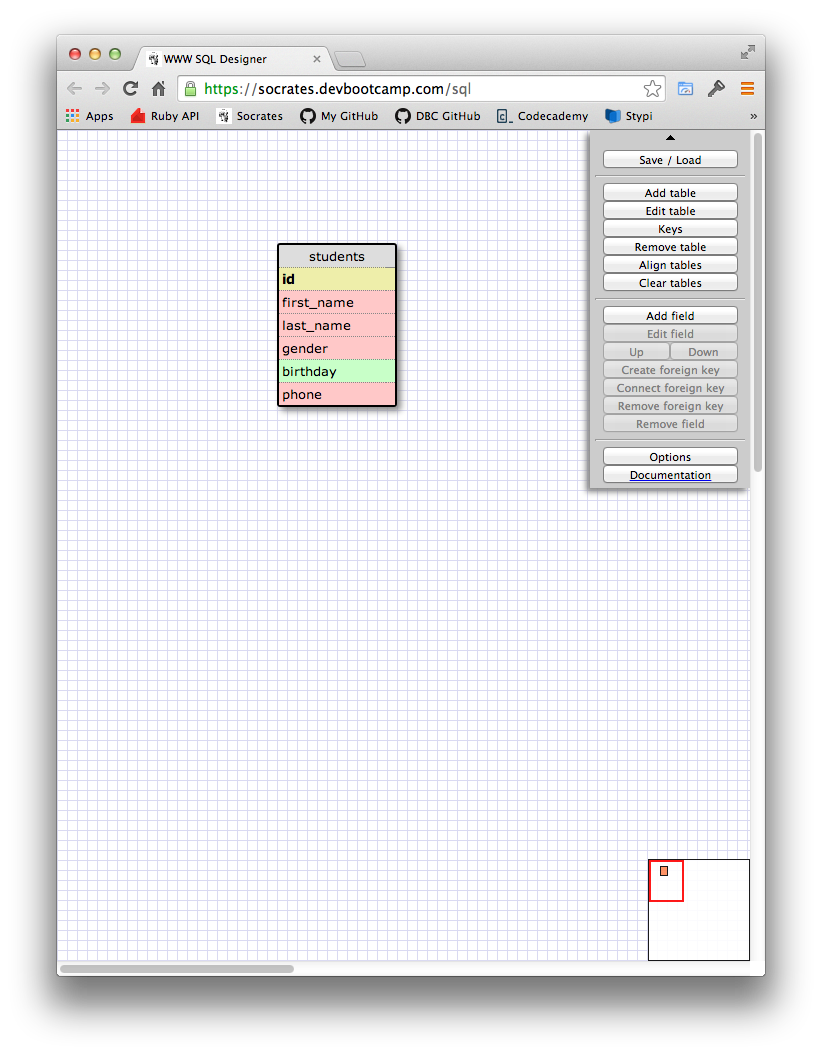 WWW SQL Designer
https://socrates.devbootcamp.com/sql
Apps Ruby API Socrates My GitHub DBC GitHub Codecademy Stypi »
Save / Load
Add table
Edit table
Keys
Remove table
Align tables
Clear tables
Add field
Edit field
Up Down
Create foreign key
Connect foreign key
Remove foreign key
Remove field
Options
Documentation
students
id
first_name
last_name
gender
birthday
phone